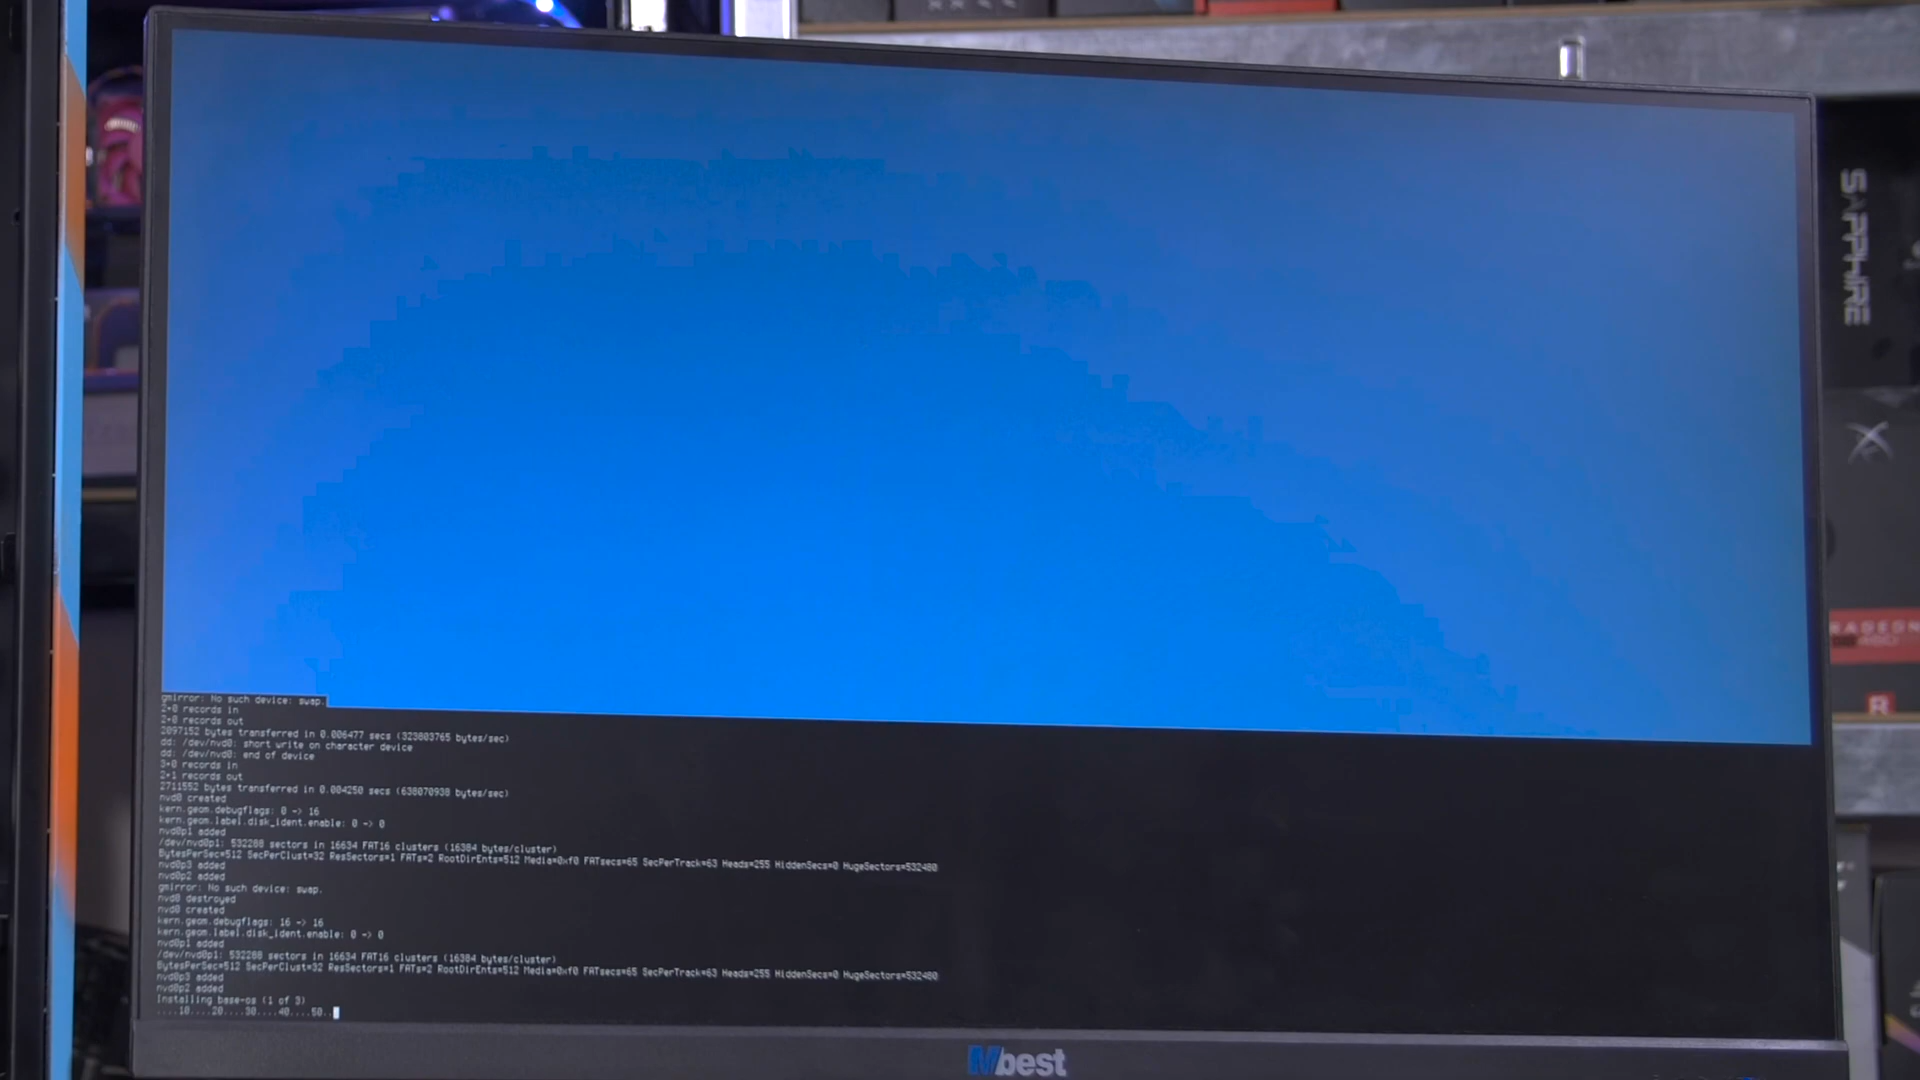 SAPPHIRE
RADEON
R
gmirror: No such device: swap.
2+0 records in
2+0 records out
2097152 bytes transferred in 0.006477 secs (323803765 bytes/sec)
dd: /dev/nvd0: short write on character device
dd: /dev/nvd0: end of device
3+0 records in
2+1 records out
2711552 bytes transferred in 0.004250 secs (638070938 bytes/sec)
nvd0 created
kern.geom.debugflags: 0 -> 16
kern.geom.label.disk_ident.enable: 0 -> 0
nvd0p1 added
/dev/nvd0p1: 532288 sectors in 16634 FAT16 clusters (16384 bytes/cluster)
BytesPerSec=512 SecPerClust=32 ResSectors=1 FATs=2 RootDirEnts=512 Media=0xf0 FATsecs=65 SecPerTrack=63 Heads=255 HiddenSecs=0 HugeSectors=532480
nvd0p3 added
nvd0p2 added
gmirror: No such device: swap.
nvd0 destroyed
nvd0 created
kern.geom.debugflags: 16 -> 16
kern.geom.label.disk_ident.enable: 0 -> 0
nvd0p1 added
/dev/nvd0p1: 532288 sectors in 16634 FAT16 clusters (16384 bytes/cluster)
BytesPerSec=512 SecPerClust=32 ResSectors=1 FATs=2 RootDirEnts=512 Media=0xf0 FATsecs=65 SecPerTrack=63 Heads=255 HiddenSecs=0 HugeSectors=532480
nvd0p3 added
nvd0p2 added
Installing base-os (1 of 3)
....10....20....30....40....50..
Mbest